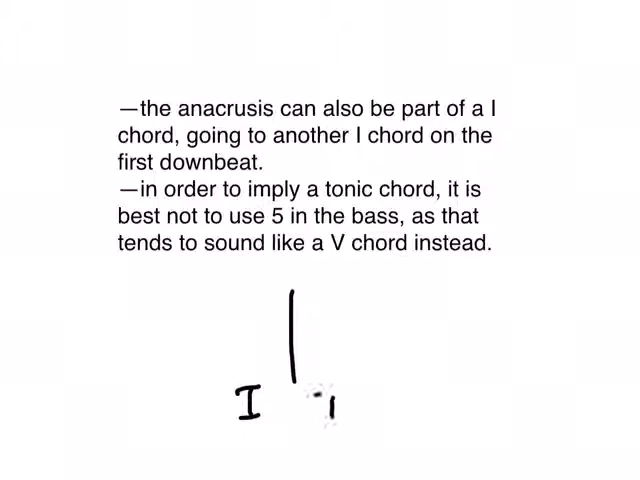 —the anacrusis can also be part of a I
chord, going to another I chord on the
first downbeat.
—in order to imply a tonic chord, it is
best not to use 5 in the bass, as that
tends to sound like a V chord instead.
I